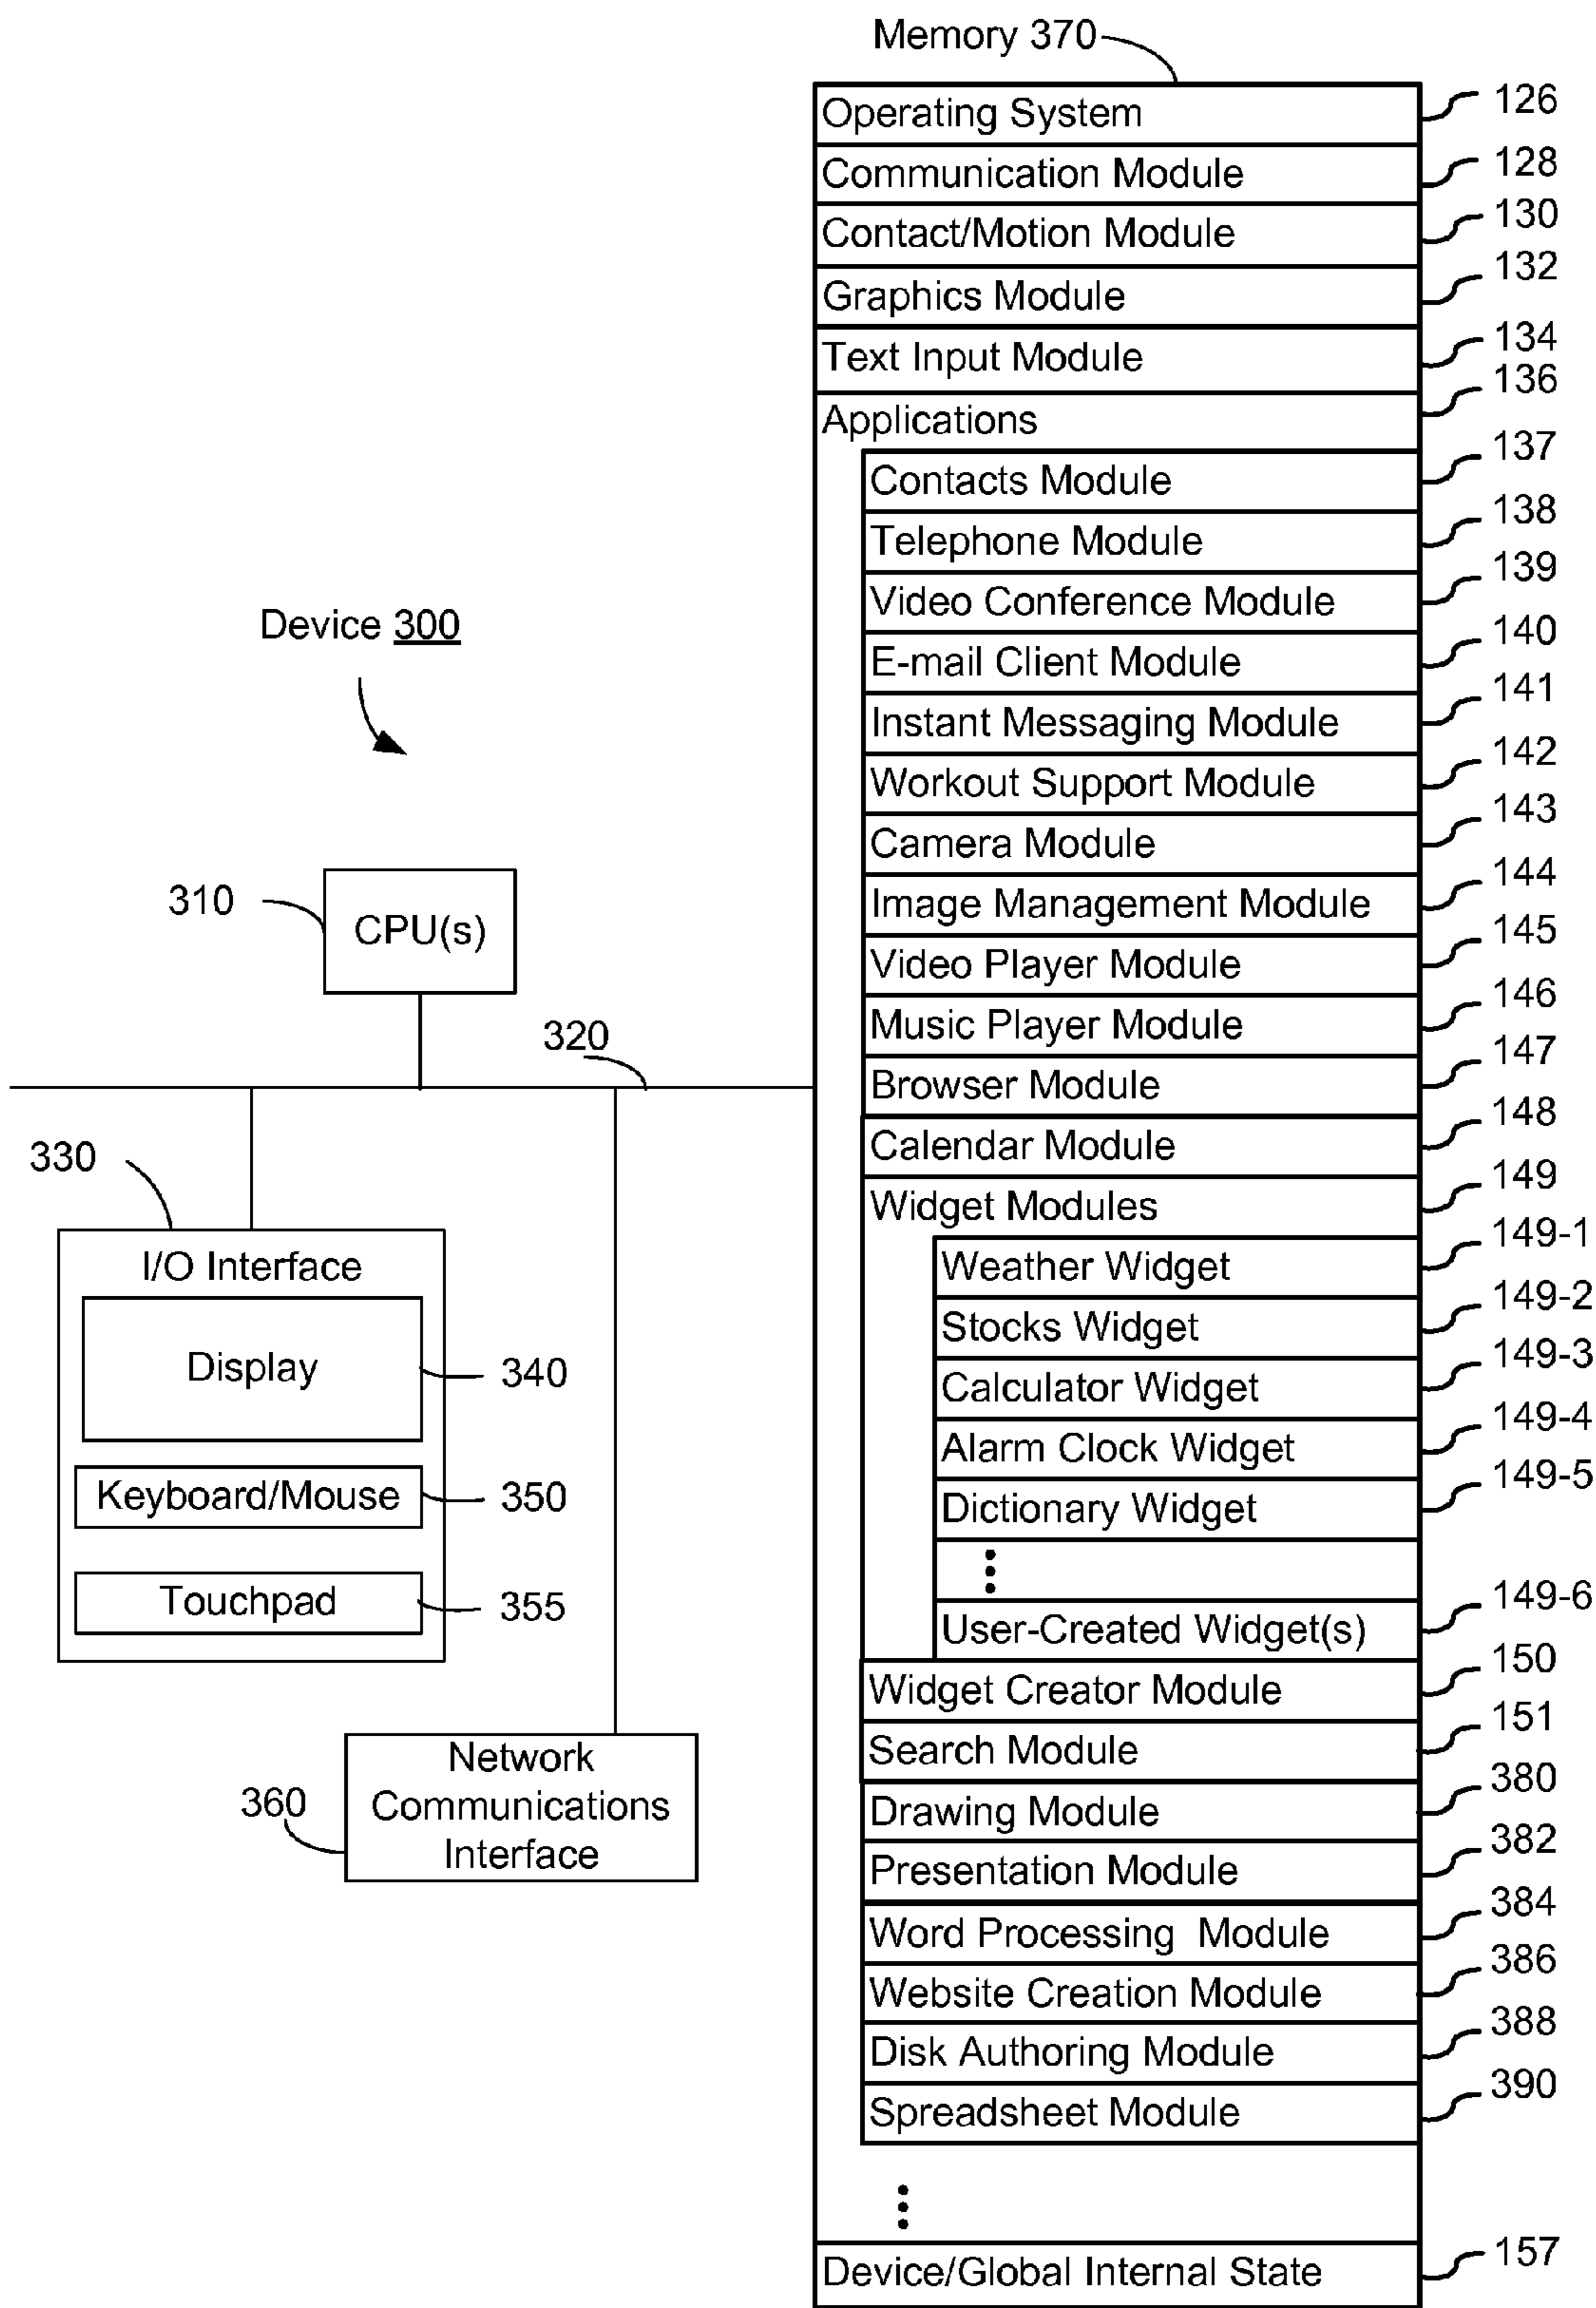 Memory 370
Operating System 126
Communication Module 128
Contact/Motion Module 130
Graphics Module 132
Text Input Module 134
Applications 136
Contacts Module 137
Telephone Module 138
Video Conference Module 139
E-mail Client Module 140
Instant Messaging Module 141
Workout Support Module 142
Camera Module 143
Image Management Module 144
Video Player Module 145
Music Player Module 146
Browser Module 147
Calendar Module 148
Widget Modules 149
Weather Widget 149-1
Stocks Widget 149-2
Calculator Widget 149-3
Alarm Clock Widget 149-4
Dictionary Widget 149-5
User-Created Widget(s) 149-6
Widget Creator Module 150
Search Module 151
Drawing Module 380
Presentation Module 382
Word Processing Module 384
Website Creation Module 386
Disk Authoring Module 388
Spreadsheet Module 390
Device/Global Internal State 157
Device 300
310
CPU(s)
320
330
I/O Interface
Display 340
Keyboard/Mouse 350
Touchpad 355
360
Network
Communications
Interface